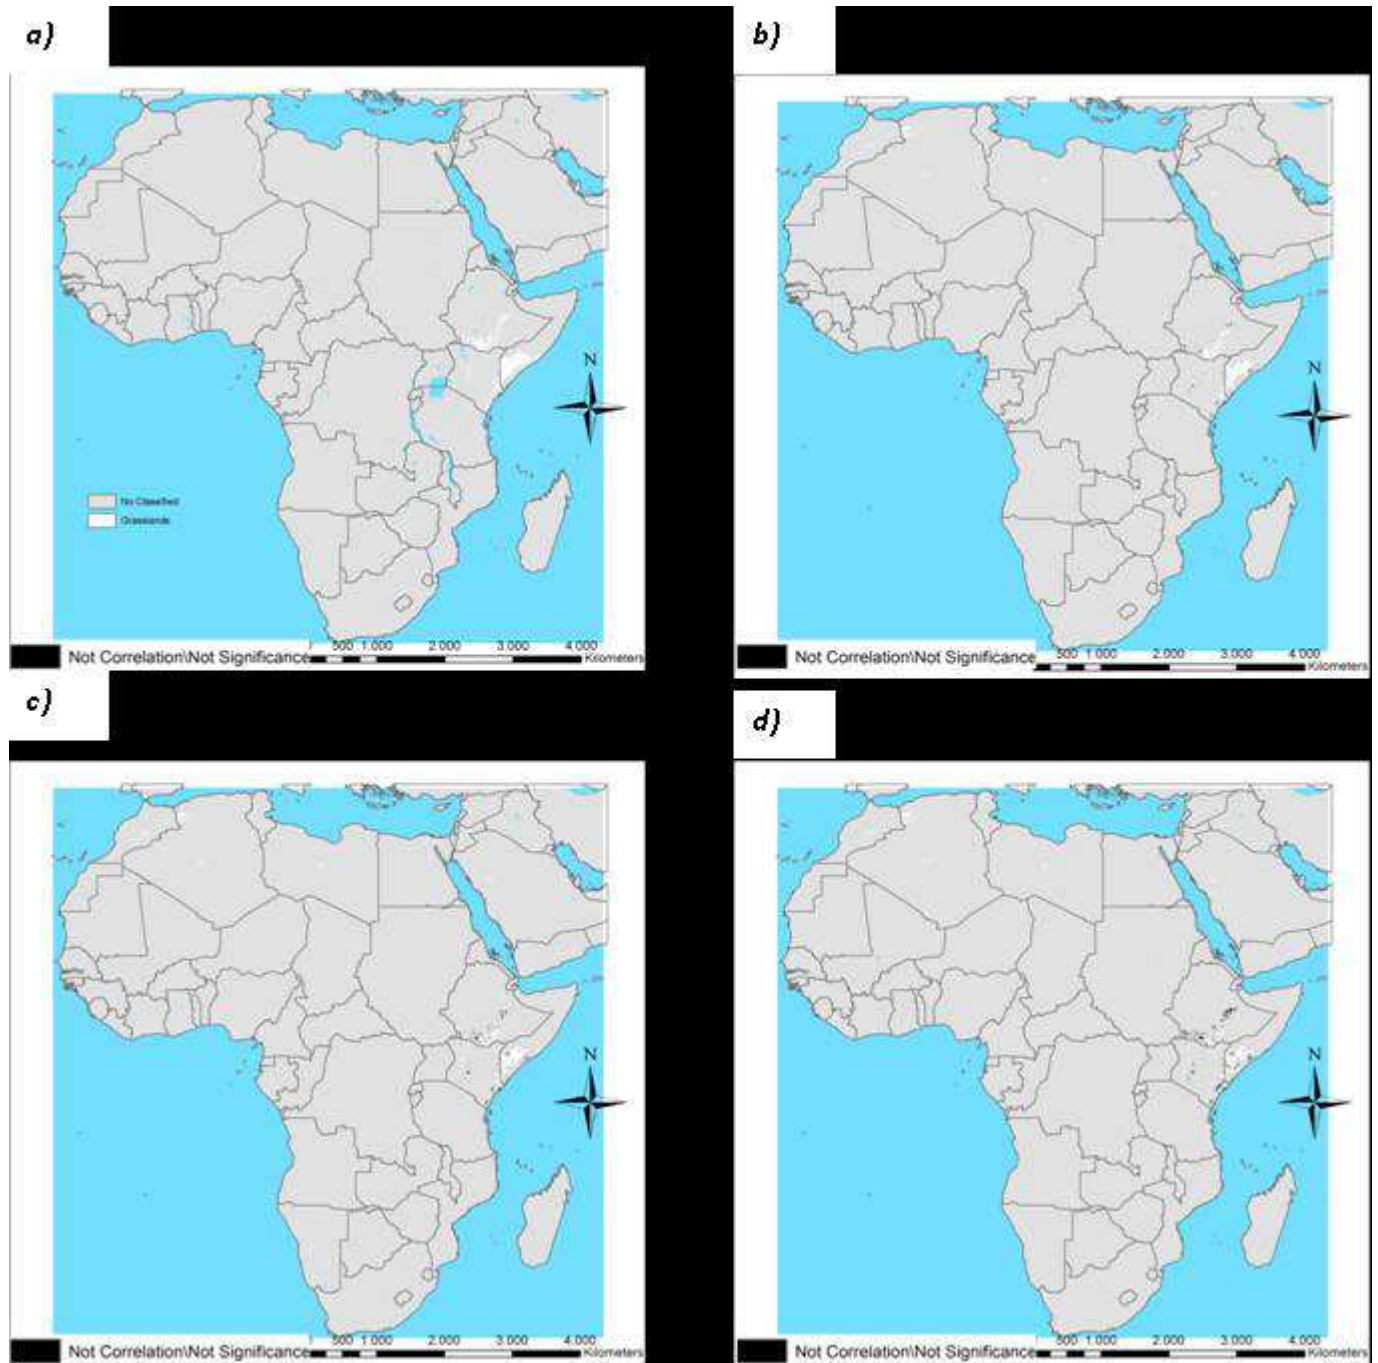 a)
N
No Classified
Grasslands
500 1 000 2 000 3 000 4 000
Not Correlation\Not Significance
Kilometers
b)
N
500 1 000 2 000 3 000 4 000
Not Correlation\Not Significance
Kilometers
c)
N
500 1 000 2 000 3 000 4 000
Not Correlation\Not Significance
Kilometers
d)
N
500 1 000 2 000 3 000 4 000
Not Correlation\Not Significance
Kilometers